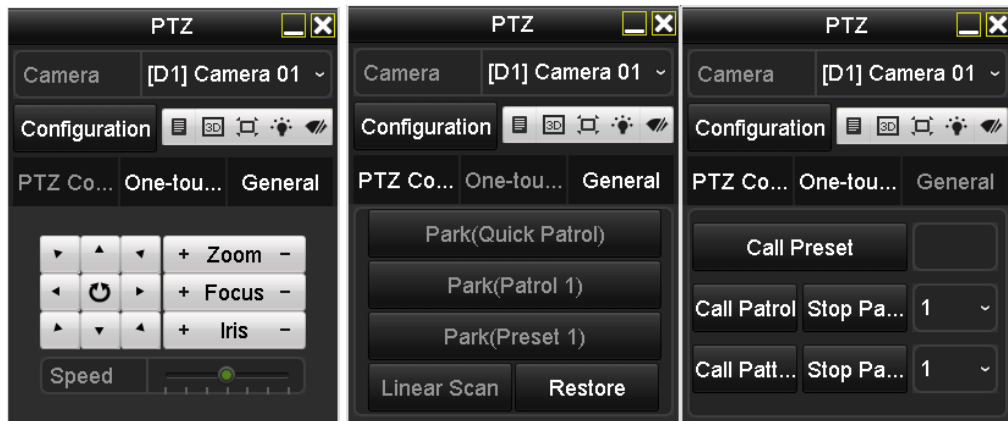 PTZ
Camera [D1] Camera 01
Configuration 3D
PTZ Co... One-tou... General
+ Zoom -
+ Focus -
+ Iris -
Speed
PTZ
Camera [D1] Camera 01
Configuration 3D
PTZ Co... One-tou... General
Park(Quick Patrol)
Park(Patrol 1)
Park(Preset 1)
Linear Scan Restore
PTZ
Camera [D1] Camera 01
Configuration 3D
PTZ Co... One-tou... General
Call Preset
Call Patrol Stop Pa... 1
Call Patt... Stop Pa... 1